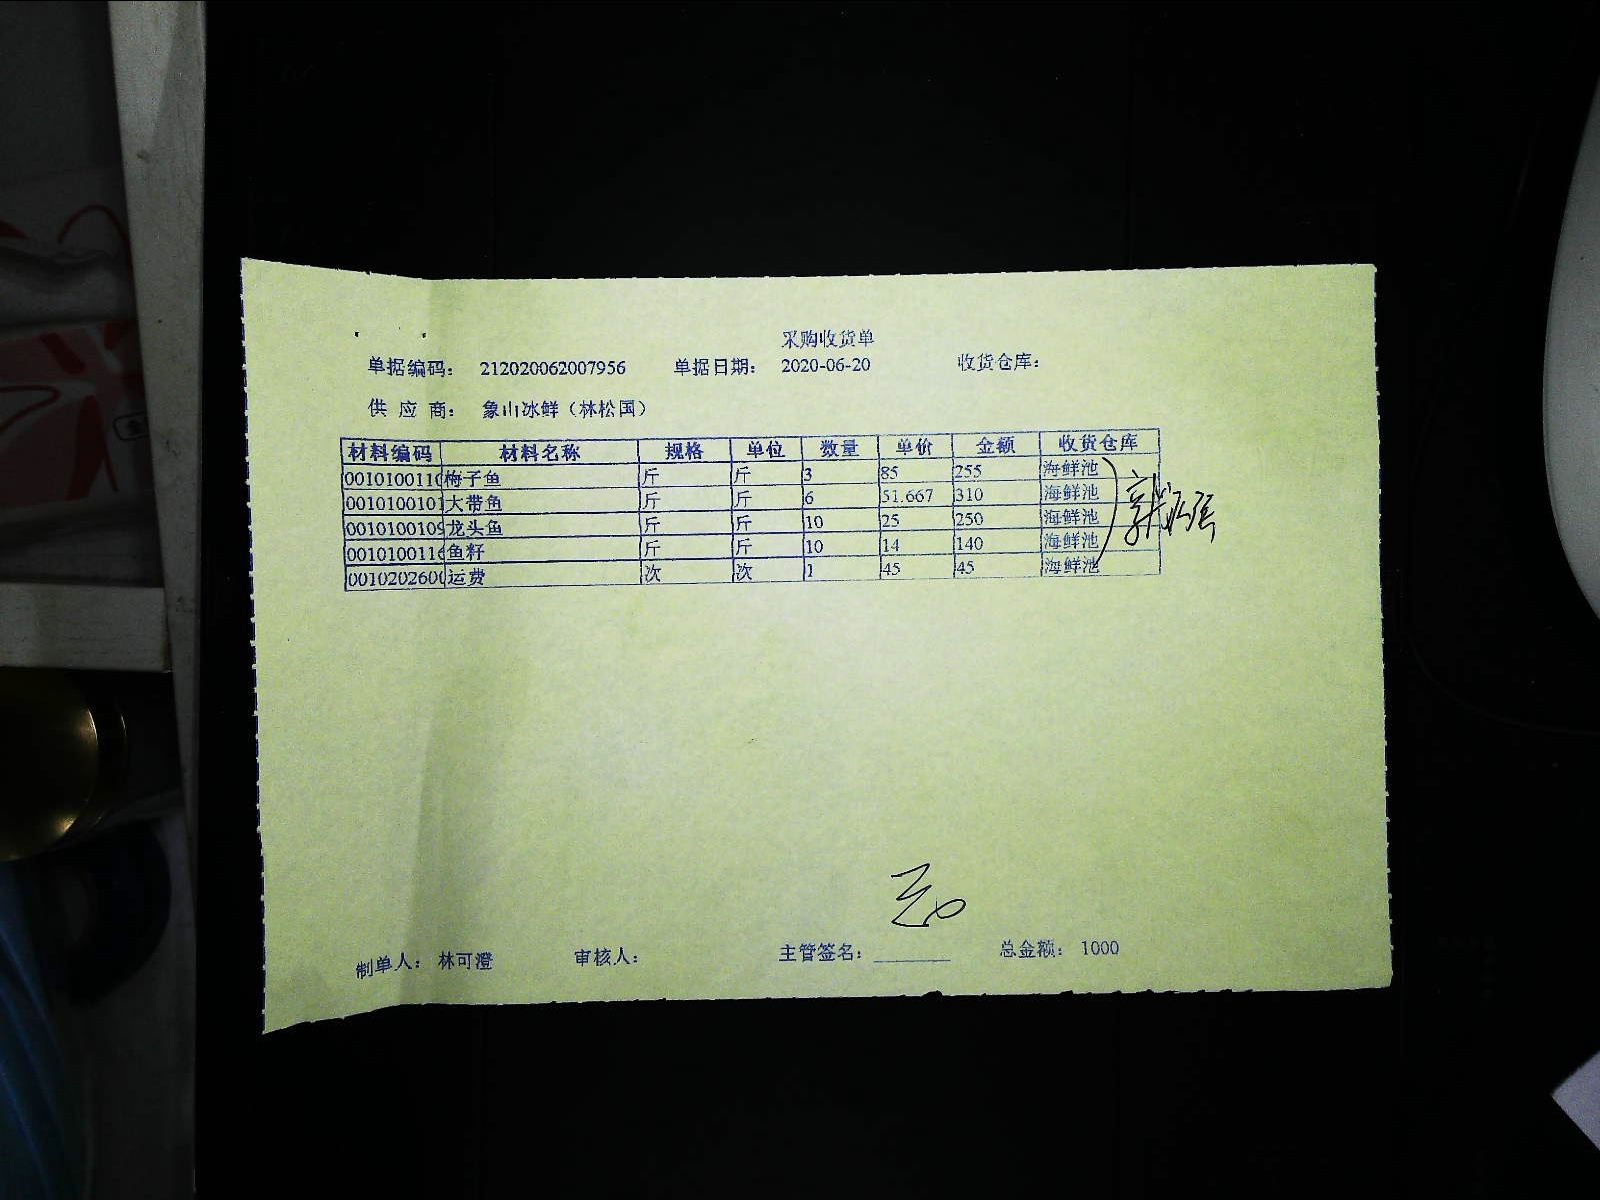 采购收货单
单据编码： 212020062007956 单据日期： 2020-06-20 收货仓库：
供 应 商： 象山冰鲜（林松国）
材料编码 材料名称 规格 单位 数量 单价 金额 收货仓库
0010100110 梅子鱼 斤 斤 3 85 255 海鲜池
0010100101 大带鱼 斤 斤 6 51.667 310 海鲜池
0010100109 龙头鱼 斤 斤 10 25 250 海鲜池
0010100116 鱼籽 斤 斤 10 14 140 海鲜池
0010202600 运费 次 次 1 45 45 海鲜池
制单人： 林可澄 审核人： 主管签名： 总金额： 1000